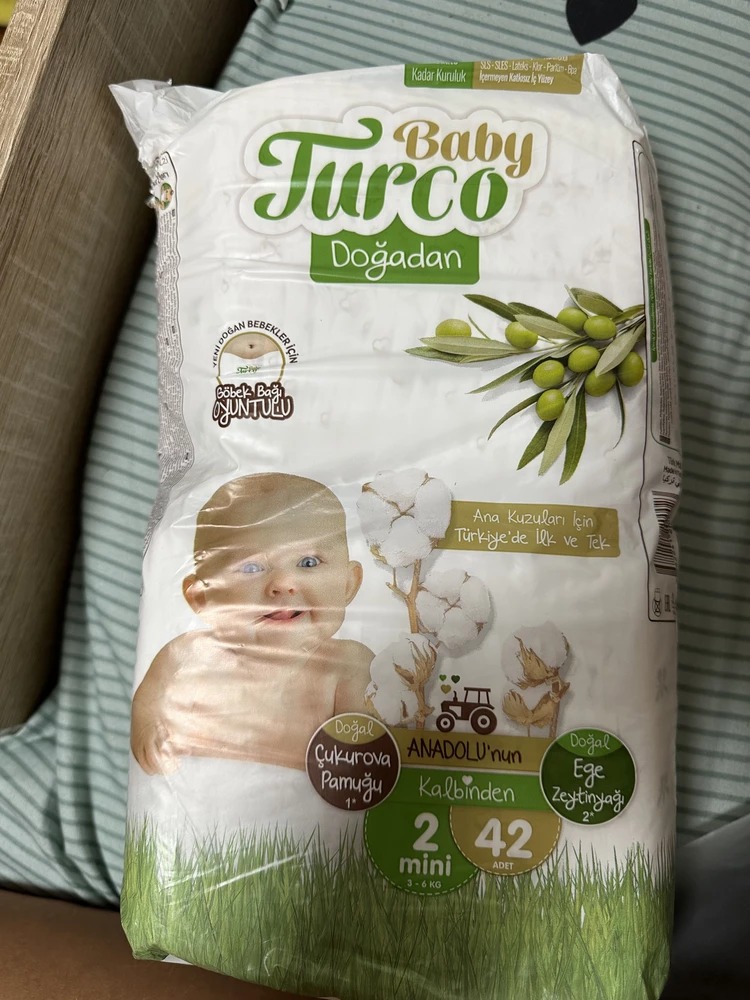 Kadar Kuruluk
SLS - SLES - Lateks - Klor - Parfüm - Bpa
İçermeyen Katkısız İç Yüzey
Baby
Turco
Doğadan
YENİ DOĞAN BEBEKLER İÇİN
Turco
Göbek Bağı
OYUNTULU
Ana Kuzuları İçin
Türkiye'de İlk ve Tek
Doğal
Çukurova
Pamuğu
1*
ANADOLU'nun
Kalbinden
Doğal
Ege
Zeytinyağı
2*
2
mini
3 - 6 KG
42
ADET